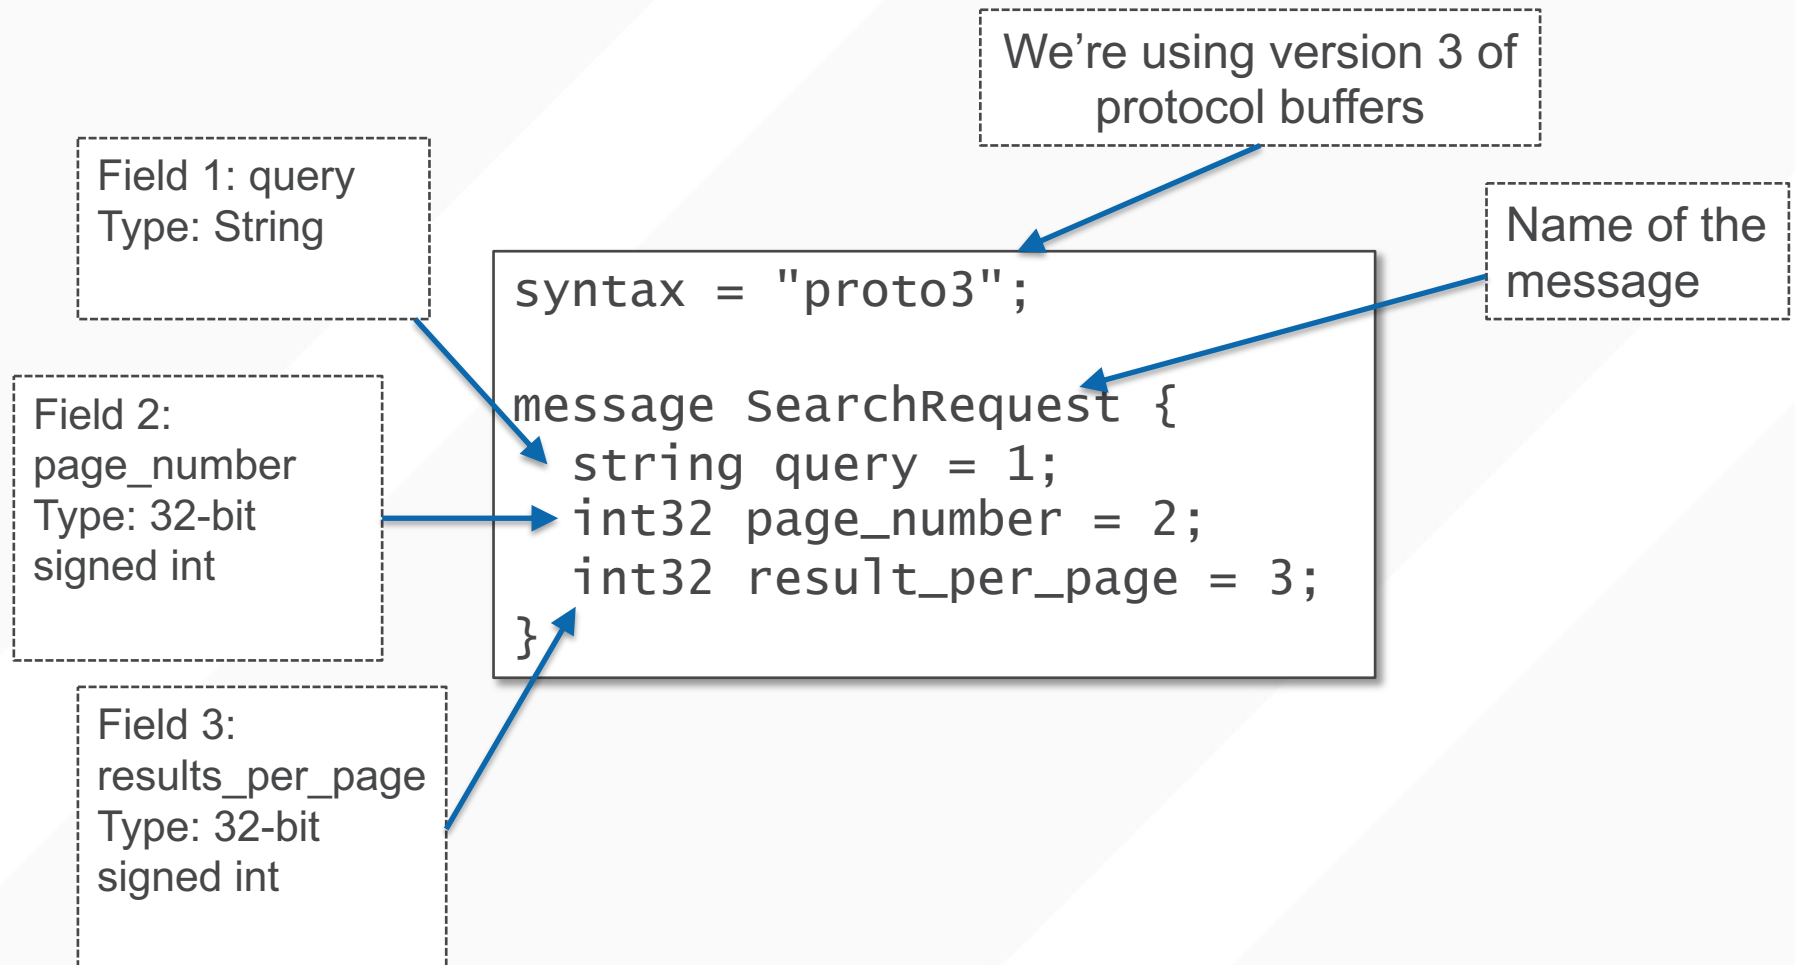 We’re using version 3 of
protocol buffers
Field 1: query
Type: String
Name of the
message
syntax = "proto3";
message SearchRequest {
string query = 1;
int32 page_number = 2;
int32 result_per_page = 3;
}
Field 2:
page_number
Type: 32-bit
signed int
Field 3:
results_per_page
Type: 32-bit
signed int